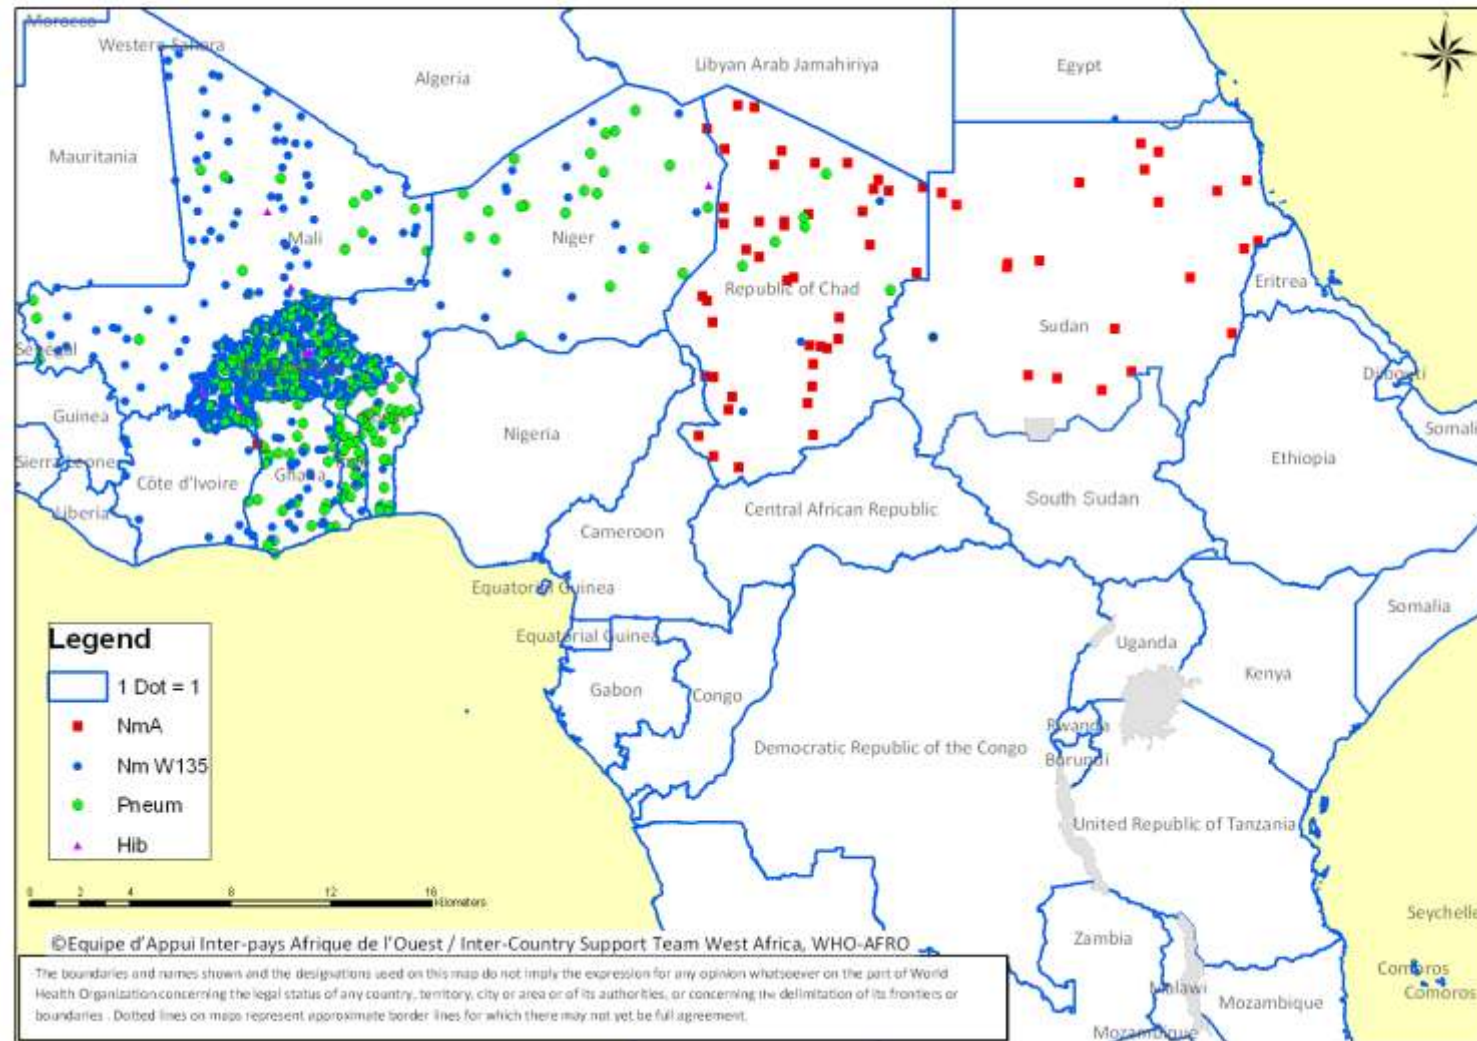 Morocco
Western Sahara
Algeria
Libyan Arab Jamahiriya
Egypt
Mauritania
Mali
Niger
Republic of Chad
Sudan
Eritrea
Senegal
Djibouti
Guinea
Nigeria
Somali
Sierra Leone
Côte d'Ivoire
Ghana
Ethiopia
Liberia
Central African Republic
South Sudan
Cameroon
Equatorial Guinea
Equatorial Guinea
Uganda
Somalia
Gabon
Congo
Kenya
Rwanda
Democratic Republic of the Congo
Burundi
United Republic of Tanzania
Seychelle
Zambia
Comoros
Comoros
Malawi
Mozambique
Mozambique
Legend
1 Dot = 1
NmA
Nm W135
Pneum
Hib
0 2 4 8 12 16
Kilometers
©Equipe d'Appui Inter-pays Afrique de l'Ouest / Inter-Country Support Team West Africa, WHO-AFRO
The boundaries and names shown and the designations used on this map do not imply the expression for any opinion whatsoever on the part of World
Health Organization concerning the legal status of any country, territory, city or area or of its authorities, or concerning the delimitation of its frontiers or
boundaries . Dotted lines on maps represent approximate border lines for which there may not yet be full agreement.